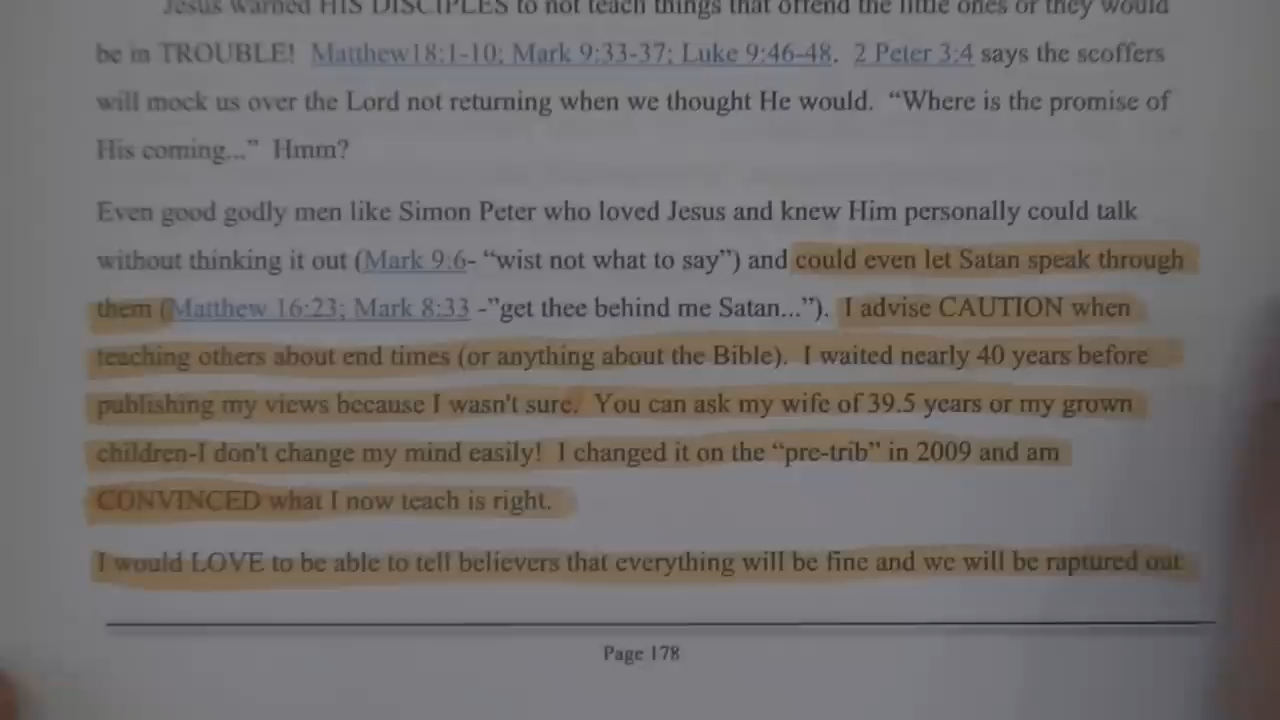 Jesus warned HIS DISCIPLES to not teach things that offend the little ones or they would
be in TROUBLE!  Matthew18:1-10; Mark 9:33-37; Luke 9:46-48.  2 Peter 3:4 says the scoffers
will mock us over the Lord not returning when we thought He would.  “Where is the promise of
His coming...”  Hmm?
Even good godly men like Simon Peter who loved Jesus and knew Him personally could talk
without thinking it out (Mark 9:6- “wist not what to say”) and could even let Satan speak through
them (Matthew 16:23; Mark 8:33 -”get thee behind me Satan...”).  I advise CAUTION when
teaching others about end times (or anything about the Bible).  I waited nearly 40 years before
publishing my views because I wasn't sure.  You can ask my wife of 39.5 years or my grown
children-I don't change my mind easily!  I changed it on the “pre-trib” in 2009 and am
CONVINCED what I now teach is right.
I would LOVE to be able to tell believers that everything will be fine and we will be raptured out
Page 178